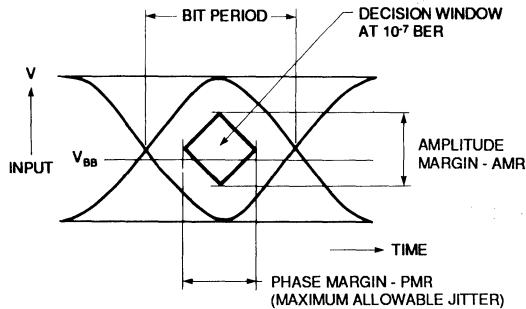 BIT PERIOD
DECISION WINDOW
AT 10-7 BER
V
INPUT
VBB
AMPLITUDE
MARGIN - AMR
TIME
PHASE MARGIN - PMR
(MAXIMUM ALLOWABLE JITTER)